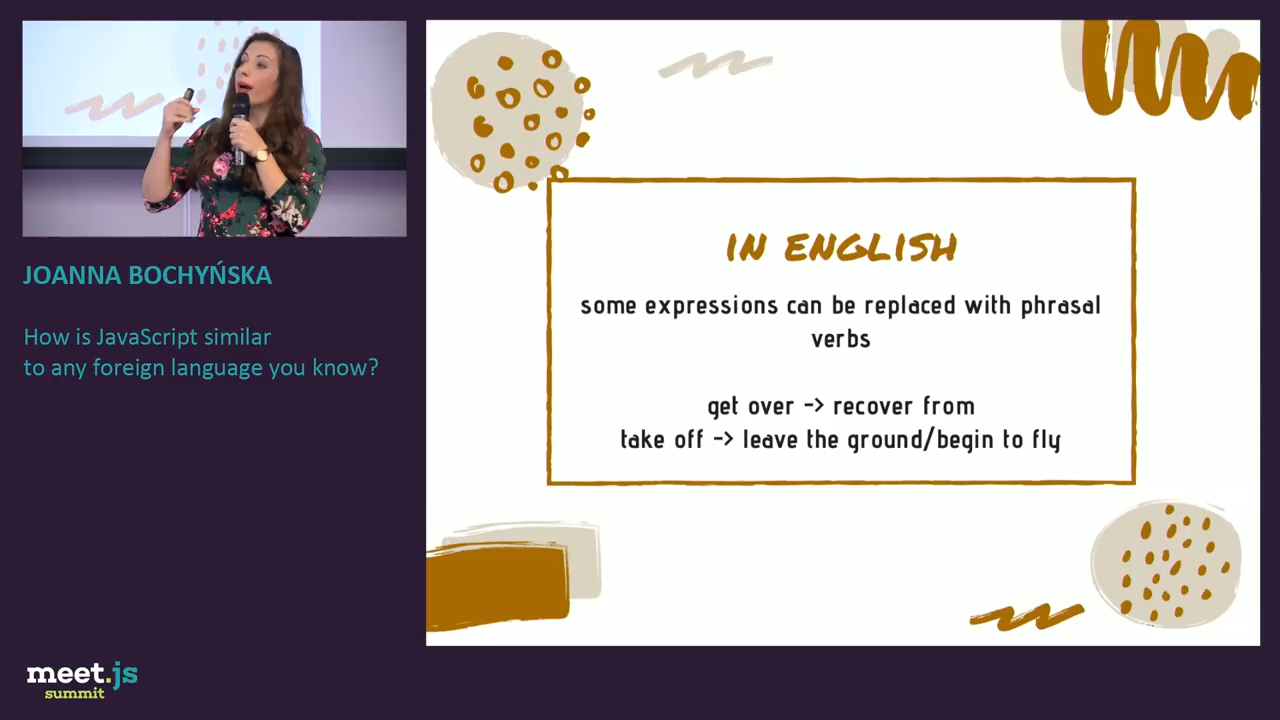 JOANNA BOCHYŃSKA
How is JavaScript similar
to any foreign language you know?
IN ENGLISH
some expressions can be replaced with phrasal
verbs
get over -> recover from
take off -> leave the ground/begin to fly
meet.js
summit